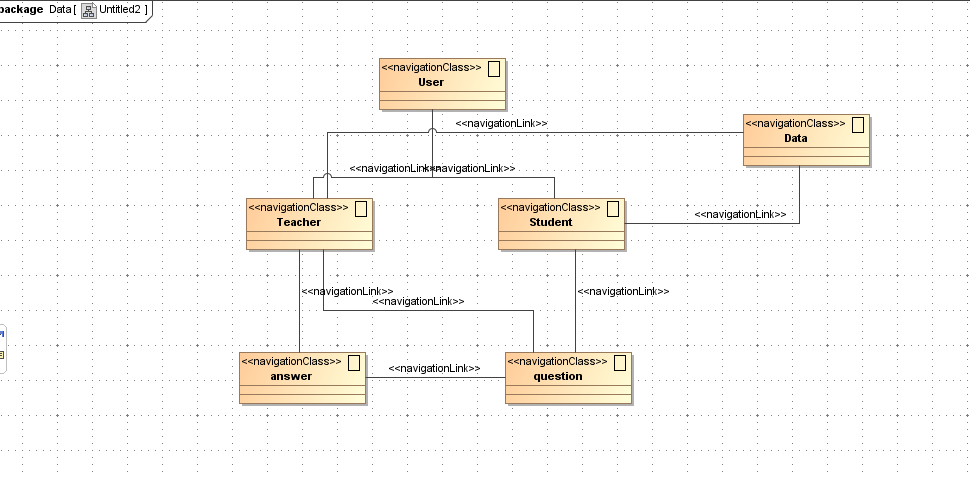 package Data [ Untitled2 ]
<<navigationClass>>
User
<<navigationLink>>
<<navigationClass>>
Data
<<navigationLink>> <<navigationLink>>
<<navigationClass>>
Teacher
<<navigationClass>>
Student
<<navigationLink>>
<<navigationLink>>
<<navigationLink>>
<<navigationLink>>
<<navigationClass>>
answer
<<navigationLink>>
<<navigationClass>>
question